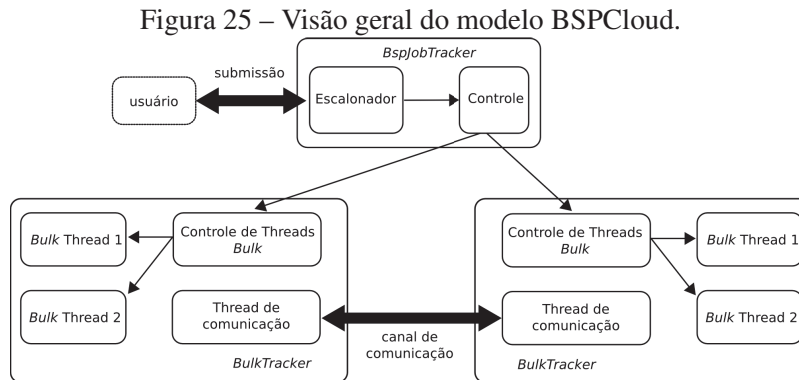 Figura 25 – Visão geral do modelo BSPCloud.
BspJobTracker
submissão
usuário
Escalonador
Controle
Bulk Thread 1
Controle de Threads
Bulk
Bulk Thread 2
Thread de
comunicação
BulkTracker
canal de
comunicação
Controle de Threads
Bulk
Bulk Thread 1
Thread de
comunicação
Bulk Thread 2
BulkTracker